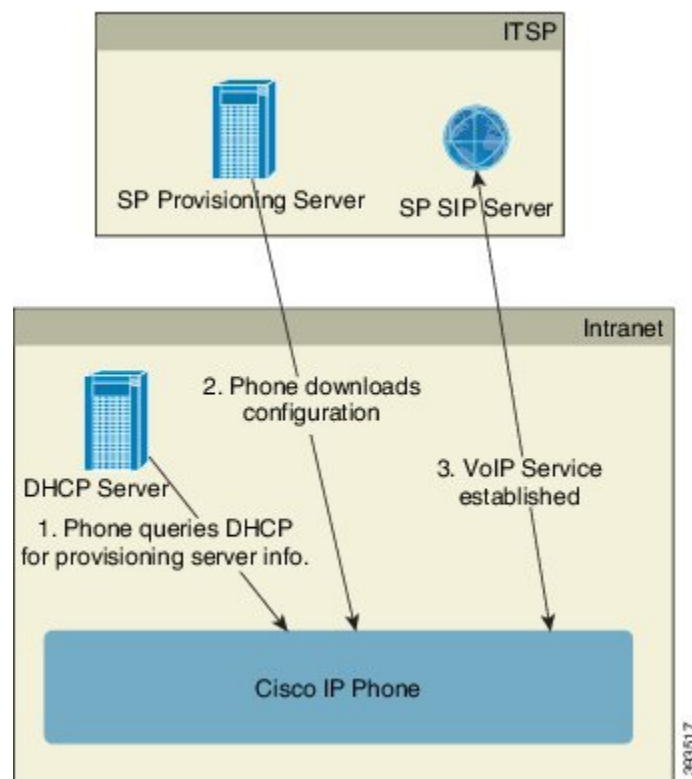 ITSP
SP Provisioning Server
SP SIP Server
Intranet
2. Phone downloads
configuration
DHCP Server
3. VoIP Service
established
1. Phone queries DHCP
for provisioning server info.
Cisco IP Phone
393517